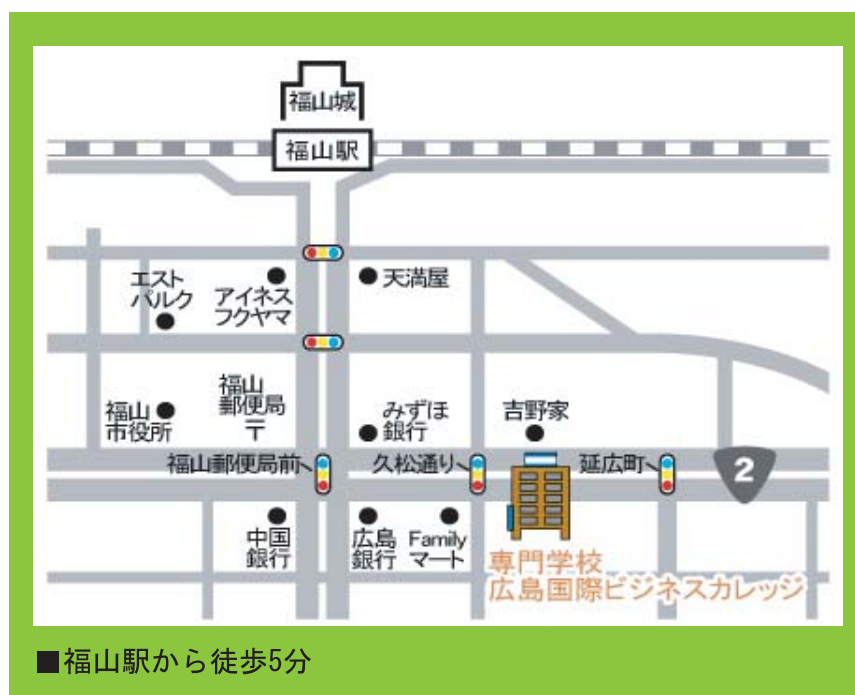 福山城
福山駅
エスト
パルク
アイネス
フクヤマ
天満屋
福山
市役所
福山
郵便局
〒
みずほ
銀行
吉野家
福山郵便局前
久松通り
延広町
2
中国
銀行
広島
銀行
Family
マート
専門学校
広島国際ビジネスカレッジ
■福山駅から徒歩5分